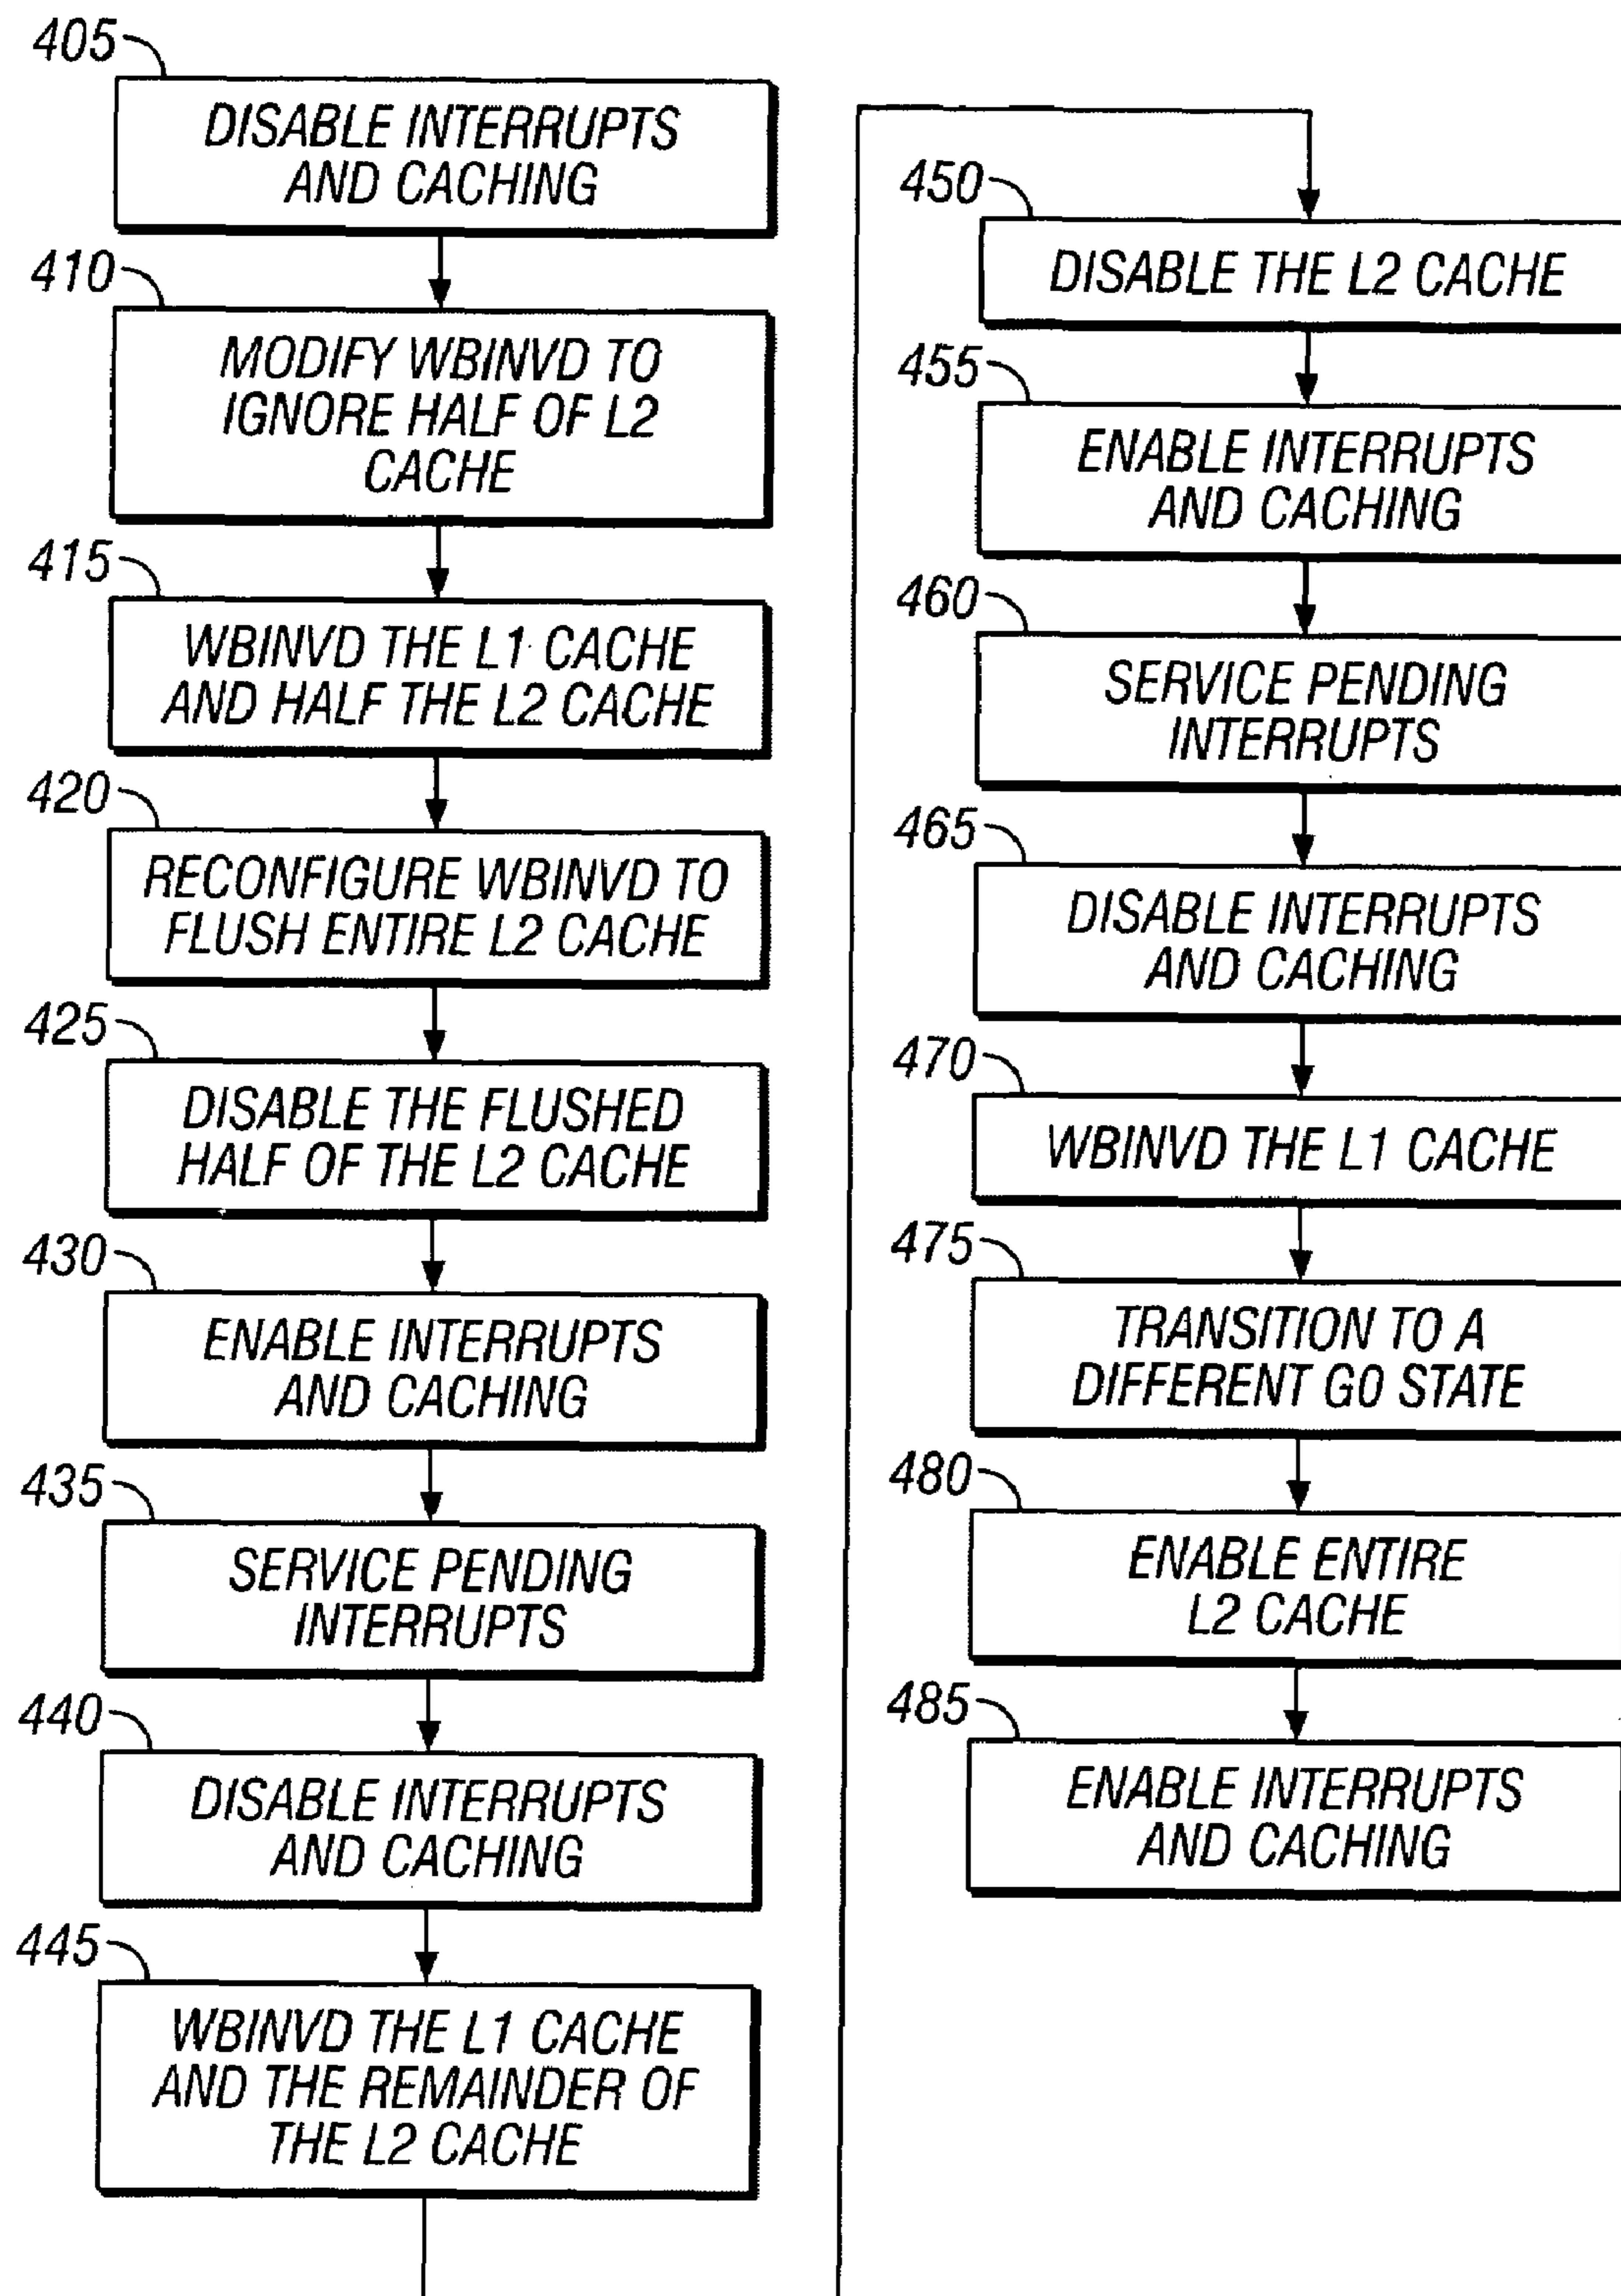 405
DISABLE INTERRUPTS
AND CACHING
410
MODIFY WBINVD TO
IGNORE HALF OF L2
CACHE
415
WBINVD THE L1 CACHE
AND HALF THE L2 CACHE
420
RECONFIGURE WBINVD TO
FLUSH ENTIRE L2 CACHE
425
DISABLE THE FLUSHED
HALF OF THE L2 CACHE
430
ENABLE INTERRUPTS
AND CACHING
435
SERVICE PENDING
INTERRUPTS
440
DISABLE INTERRUPTS
AND CACHING
445
WBINVD THE L1 CACHE
AND THE REMAINDER OF
THE L2 CACHE
450
DISABLE THE L2 CACHE
455
ENABLE INTERRUPTS
AND CACHING
460
SERVICE PENDING
INTERRUPTS
465
DISABLE INTERRUPTS
AND CACHING
470
WBINVD THE L1 CACHE
475
TRANSITION TO A
DIFFERENT G0 STATE
480
ENABLE ENTIRE
L2 CACHE
485
ENABLE INTERRUPTS
AND CACHING